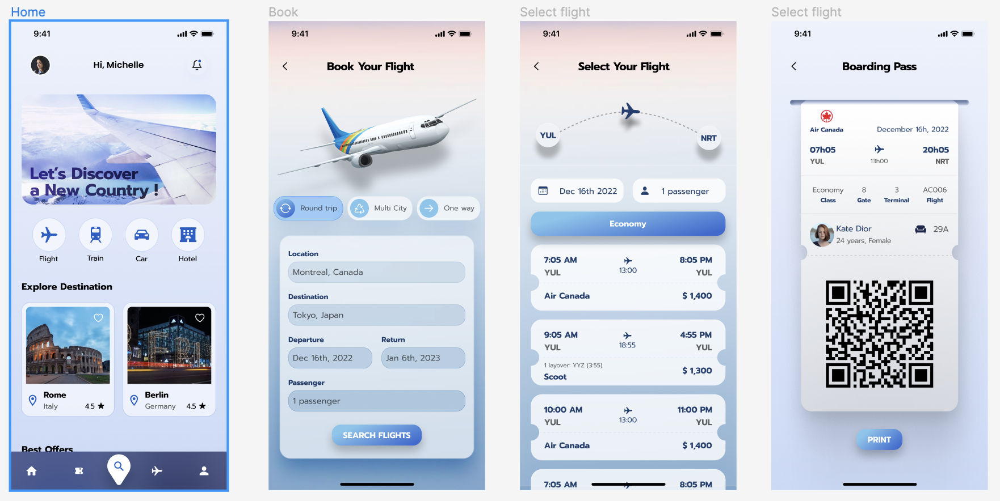 Home
9:41
Hi, Michelle
Let's Discover
a New Country !
Flight
Train
Car
Hotel
Explore Destination
BERL
Rome
Italy
4.5
Berlin
Germany
4.5
Best Offers
Book
9:41
Book Your Flight
Round trip
Multi City
One way
Location
Montreal, Canada
Destination
Tokyo, Japan
Departure
Return
Dec 16th, 2022
Jan 6th, 2023
Passenger
1 passenger
SEARCH FLIGHTS
Select flight
9:41
Select Your Flight
YUL
NRT
Dec 16th 2022
1 passenger
Economy
7:05 AM
8:05 PM
YUL
13:00
YUL
Air Canada
$ 1,400
9:05 AM
4:55 PM
YUL
18:55
YUL
1 layover: YYZ (3:55)
Scoot
$ 1,300
10:00 AM
11:00 PM
YUL
13:00
YUL
Air Canada
$ 1,400
7:05 AM
8:05 PM
Select flight
9:41
Boarding Pass
Air Canada
December 16h, 2022
07h05
20h05
YUL
13h00
NRT
Economy
8
3
AC006
Class
Gate
Terminal
Flight
Kate Dior
29A
24 years, Female
PRINT